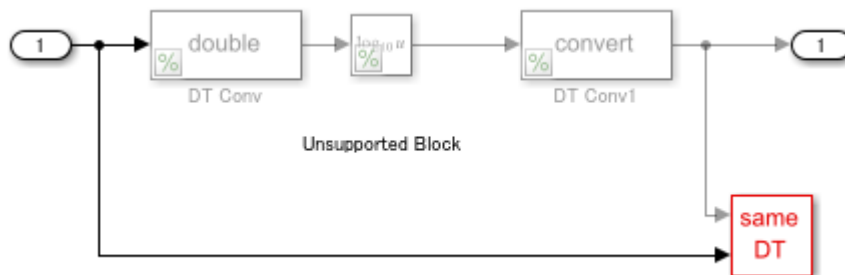 1
double
%
log10 u
%
convert
%
1
DT Conv
DT Conv1
Unsupported Block
same
DT